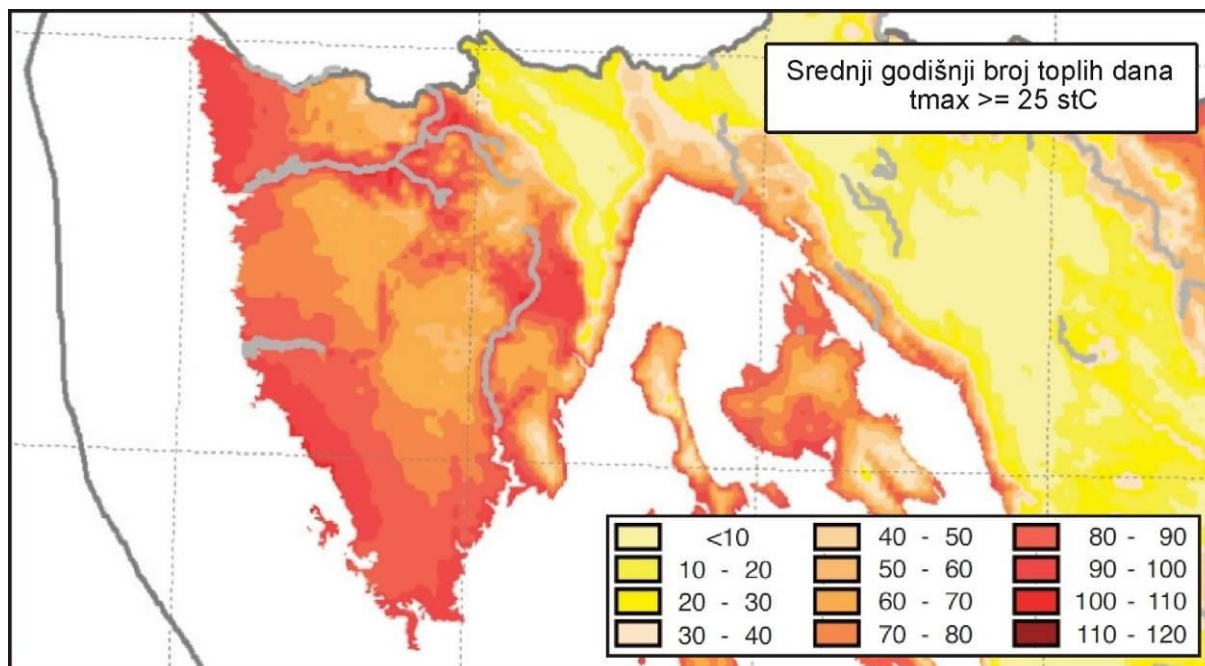 Srednji godišnji broj toplih dana
tmax >= 25 stC
<10 40 - 50 80 - 90
10 - 20 50 - 60 90 - 100
20 - 30 60 - 70 100 - 110
30 - 40 70 - 80 110 - 120